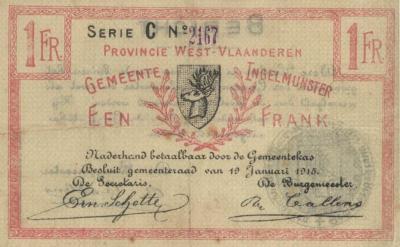 1 FR.
SERIE C No 2167
1 FR.
PROVINCIE WEST-VLAANDEREN
GEMEENTE INGELMUNSTER
EEN FRANK
Naderhand betaalbaar door de Gemeentekas
Besluit gemeenteraad van 19 Januari 1915.
De Secretaris, De Burgemeester